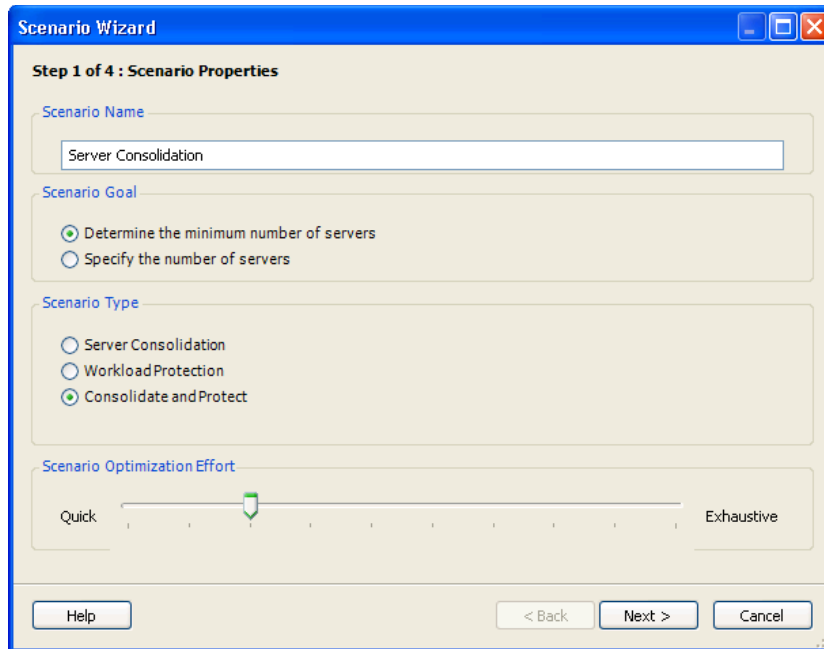 Scenario Wizard
Step 1 of 4 : Scenario Properties
Scenario Name
Server Consolidation
Scenario Goal
Determine the minimum number of servers
Specify the number of servers
Scenario Type
Server Consolidation
Workload Protection
Consolidate and Protect
Scenario Optimization Effort
Quick Exhaustive
Help < Back Next > Cancel